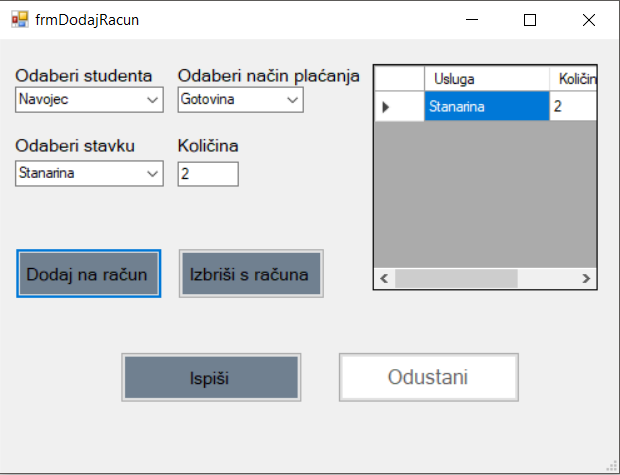 frmDodajRacun
Odaberi studenta
Odaberi način plaćanja
Navojec
Gotovina
Odaberi stavku
Količina
Stanarina
2
Usluga
Količin
Stanarina
2
Dodaj na račun
Izbriši s računa
Ispiši
Odustani